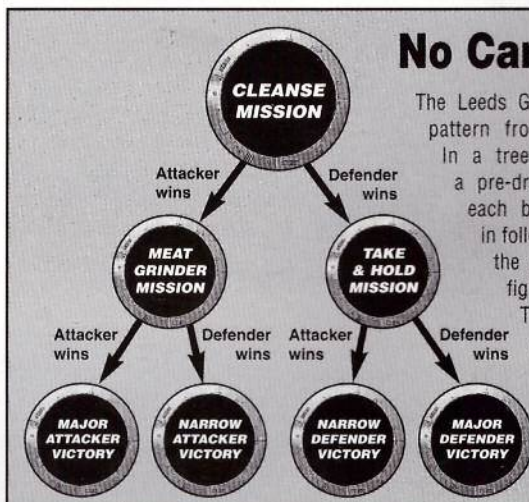 No Car
CLEANSE
MISSION
The Leeds G
pattern fro
In a tree
a pre-dr
each b
in follo
the
fig
T
Attacker
wins
Defender
wins
MEAT
GRINDER
MISSION
TAKE
& HOLD
MISSION
Attacker
wins
Defender
wins
Attacker
wins
Defender
wins
MAJOR
ATTACKER
VICTORY
NARROW
ATTACKER
VICTORY
NARROW
DEFENDER
VICTORY
MAJOR
DEFENDER
VICTORY